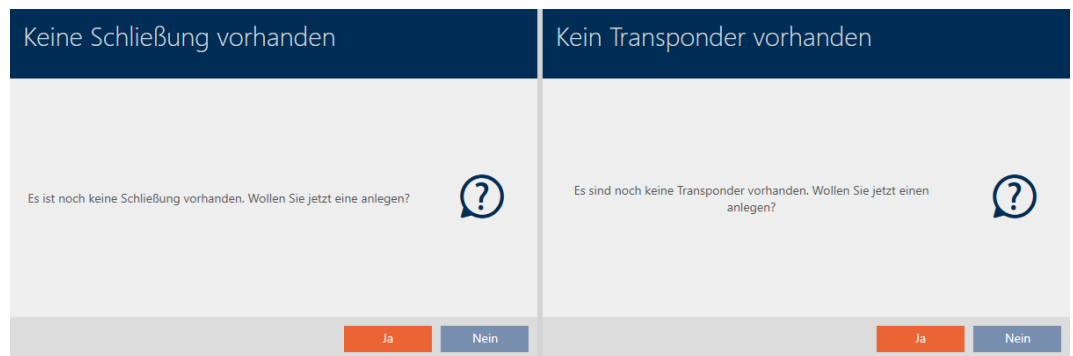 Keine Schließung vorhanden
Es ist noch keine Schließung vorhanden. Wollen Sie jetzt eine anlegen?
Ja
Nein
Kein Transponder vorhanden
Es sind noch keine Transponder vorhanden. Wollen Sie jetzt einen
anlegen?
Ja
Nein